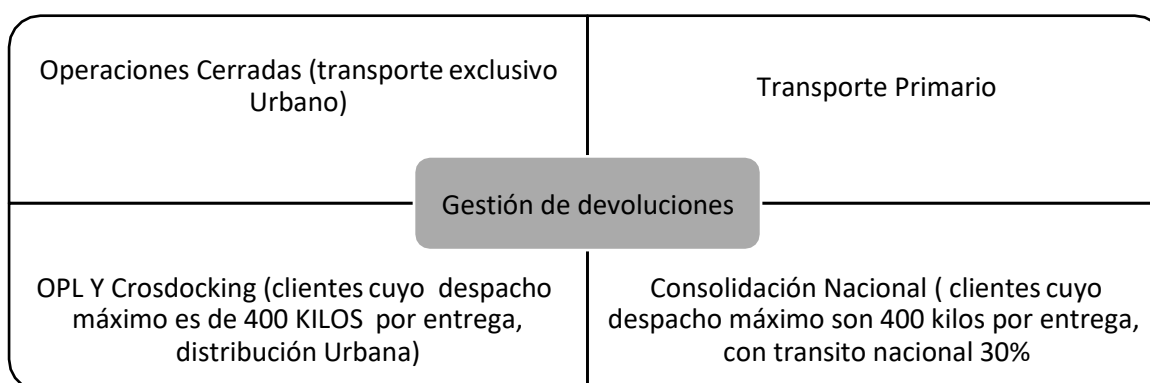 Operaciones Cerradas (transporte exclusivo
Urbano)
Transporte Primario
Gestión de devoluciones
OPL Y Crosdocking (clientes cuyo  despacho
máximo es de 400 KILOS  por entrega,
distribución Urbana)
Consolidación Nacional ( clientes cuyo
despacho máximo son 400 kilos por entrega,
con transito nacional 30%